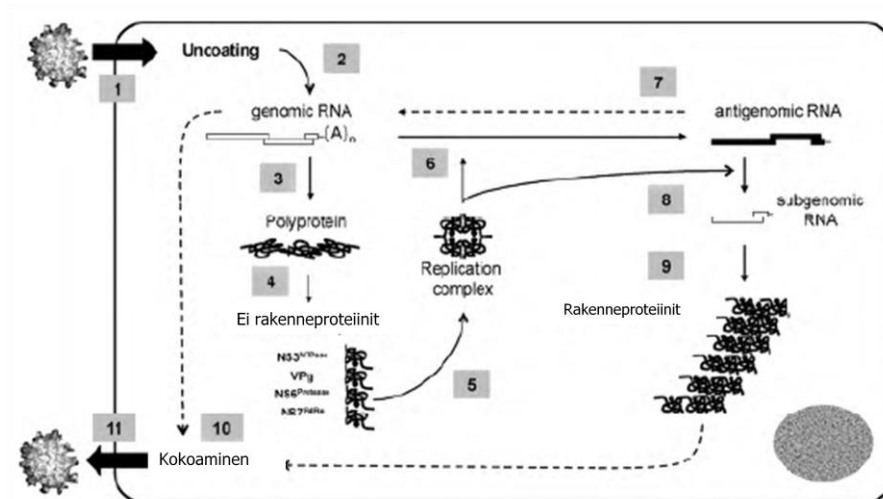 Uncoating
2
1
7
genomic RNA
antigenomic RNA
(A)n
3
6
8
subgenomic
RNA
Polyprotein
4
Replication
complex
9
Ei rakenneproteiinit
Rakenneproteiinit
VPg
5
11
10
Kokoaminen